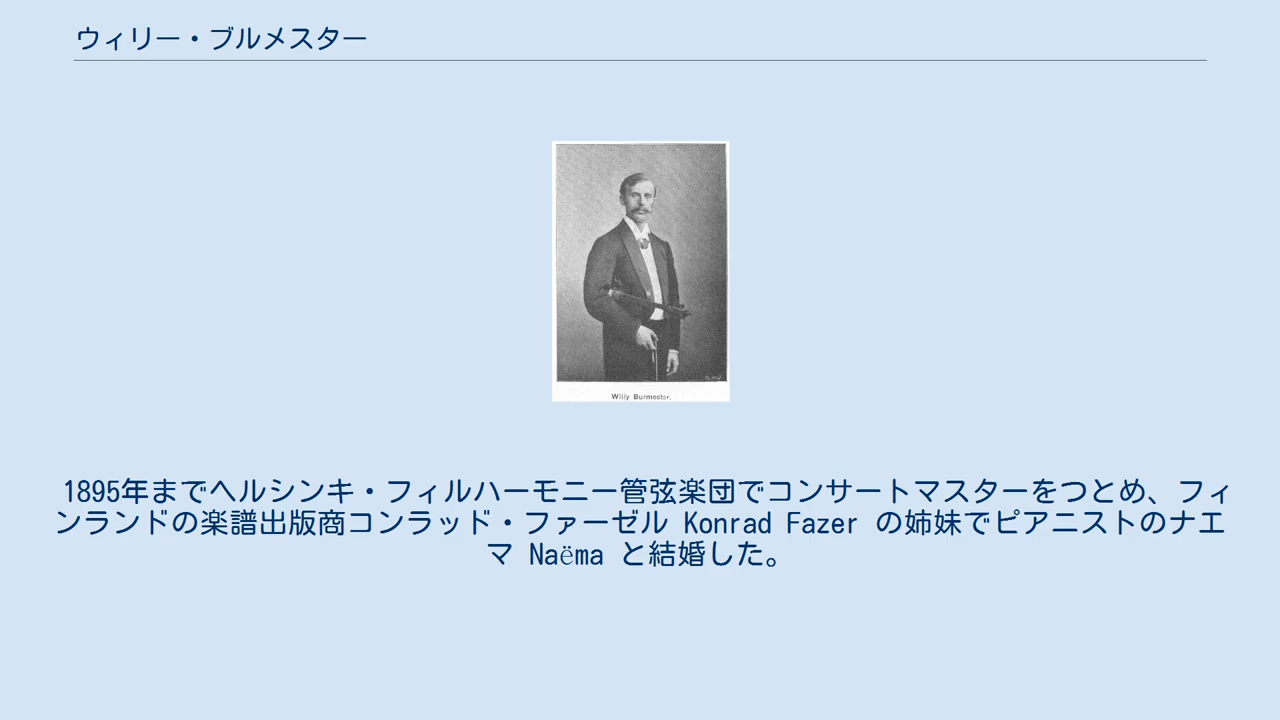 ウィリー・ブルメスター
Willy Burmester.
1895年までヘルシンキ・フィルハーモニー管弦楽団でコンサートマスターをつとめ、フィ
ンランドの楽譜出版商コンラッド・ファーゼル Konrad Fazer の姉妹でピアニストのナエ
マ Naëma と結婚した。